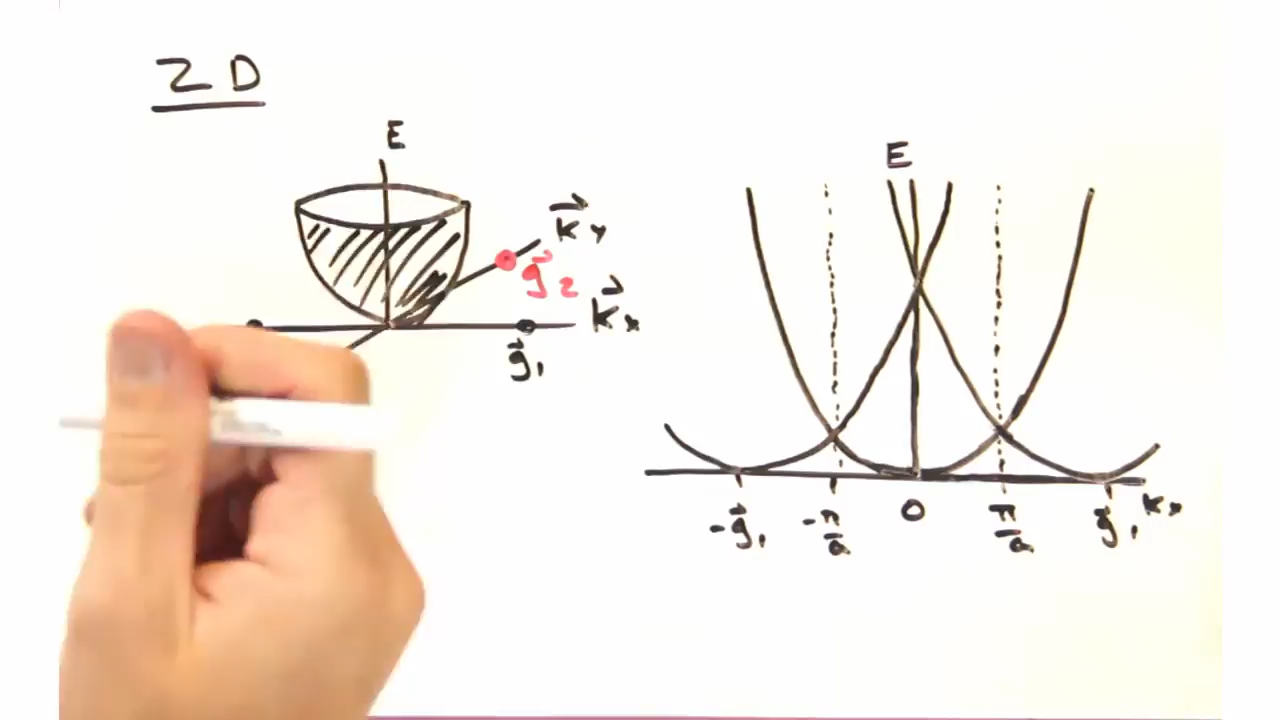 2D
E
k⃗y
g⃗2
k⃗x
g⃗1
E
-g⃗1 -π/a 0 π/a g⃗1 kx